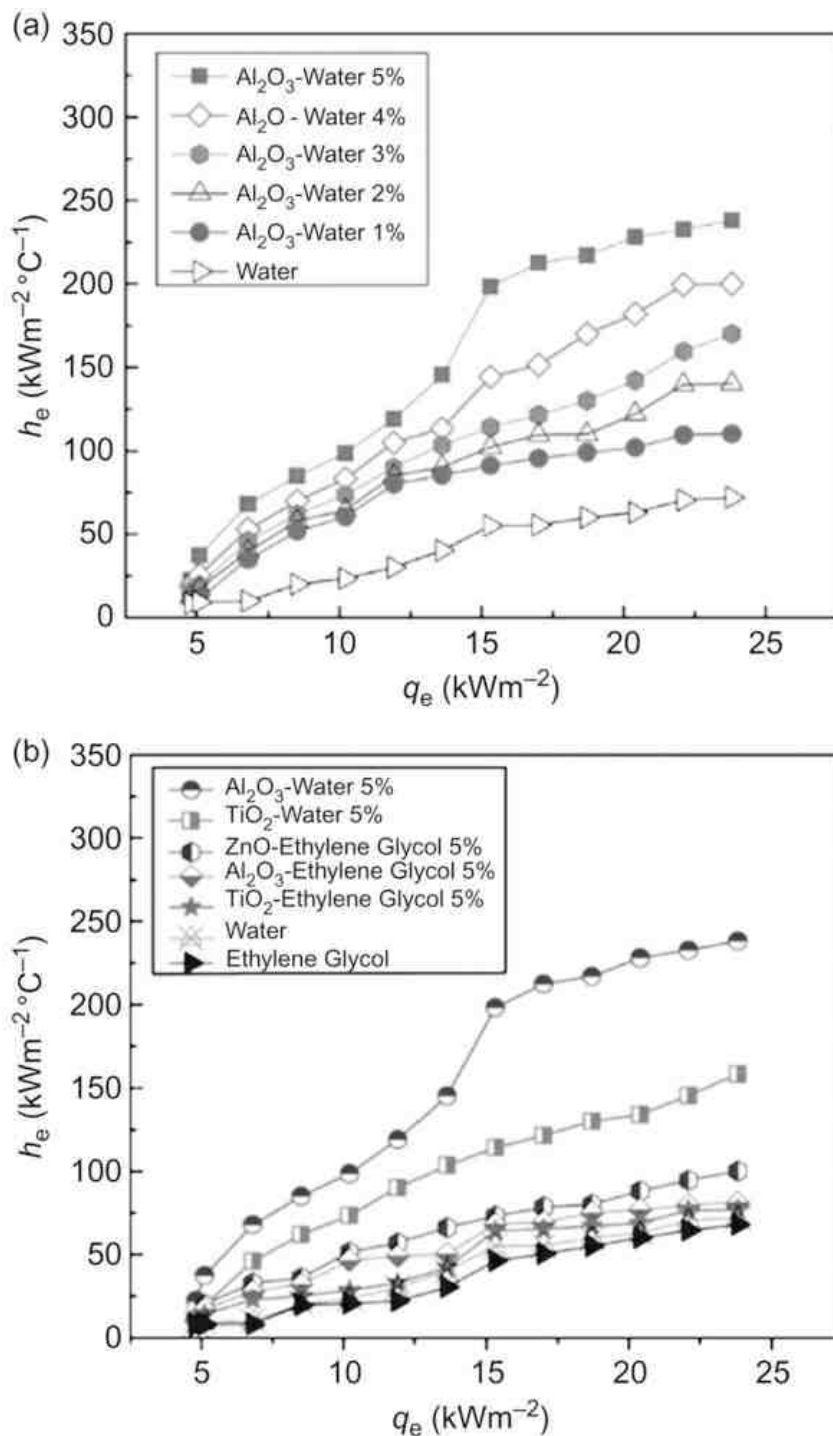 (a)
350
300
250
200
150
100
50
0
hₑ (kWm⁻² °C⁻¹)
Al₂O₃-Water 5%
Al₂O - Water 4%
Al₂O₃-Water 3%
Al₂O₃-Water 2%
Al₂O₃-Water 1%
Water
5 10 15 20 25
qₑ (kWm⁻²)
(b)
350
300
250
200
150
100
50
0
hₑ (kWm⁻² °C⁻¹)
Al₂O₃-Water 5%
TiO₂-Water 5%
ZnO-Ethylene Glycol 5%
Al₂O₃-Ethylene Glycol 5%
TiO₂-Ethylene Glycol 5%
Water
Ethylene Glycol
5 10 15 20 25
qₑ (kWm⁻²)